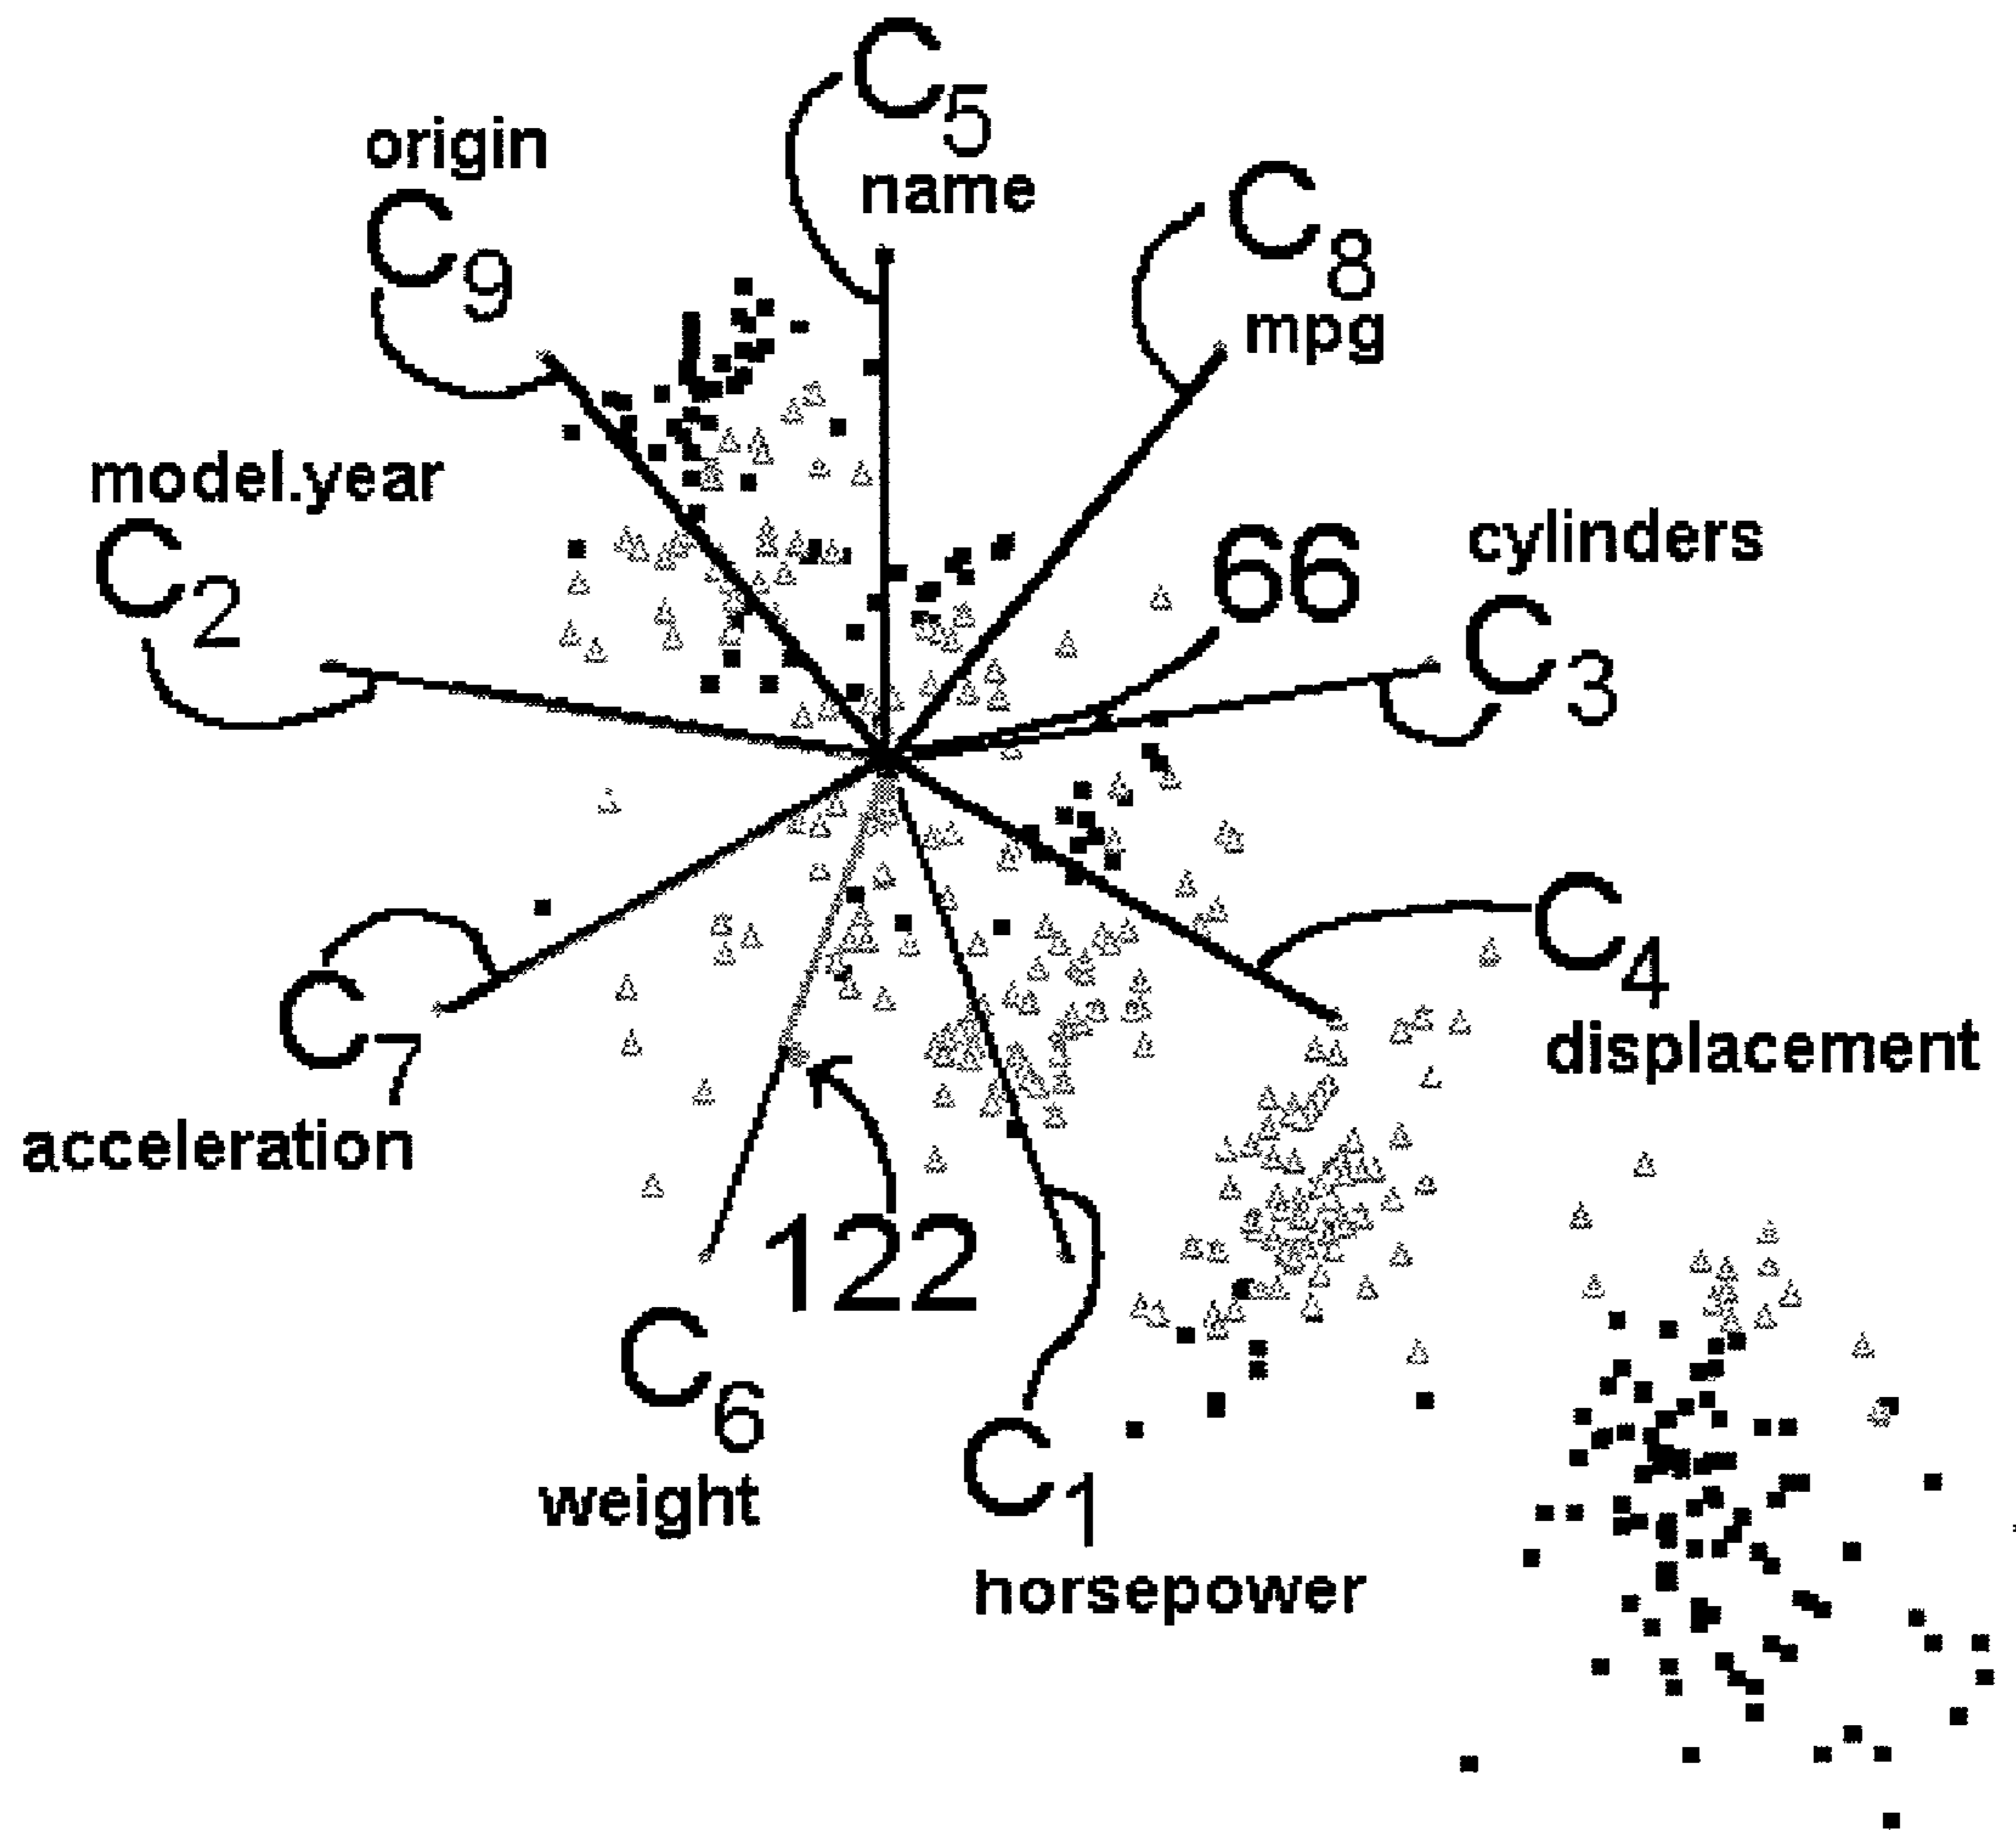 C5
name
origin
C9
C8
mpg
model.year
C2
66
cylinders
C3
C4
displacement
C7
acceleration
122
C6
weight
C1
horsepower